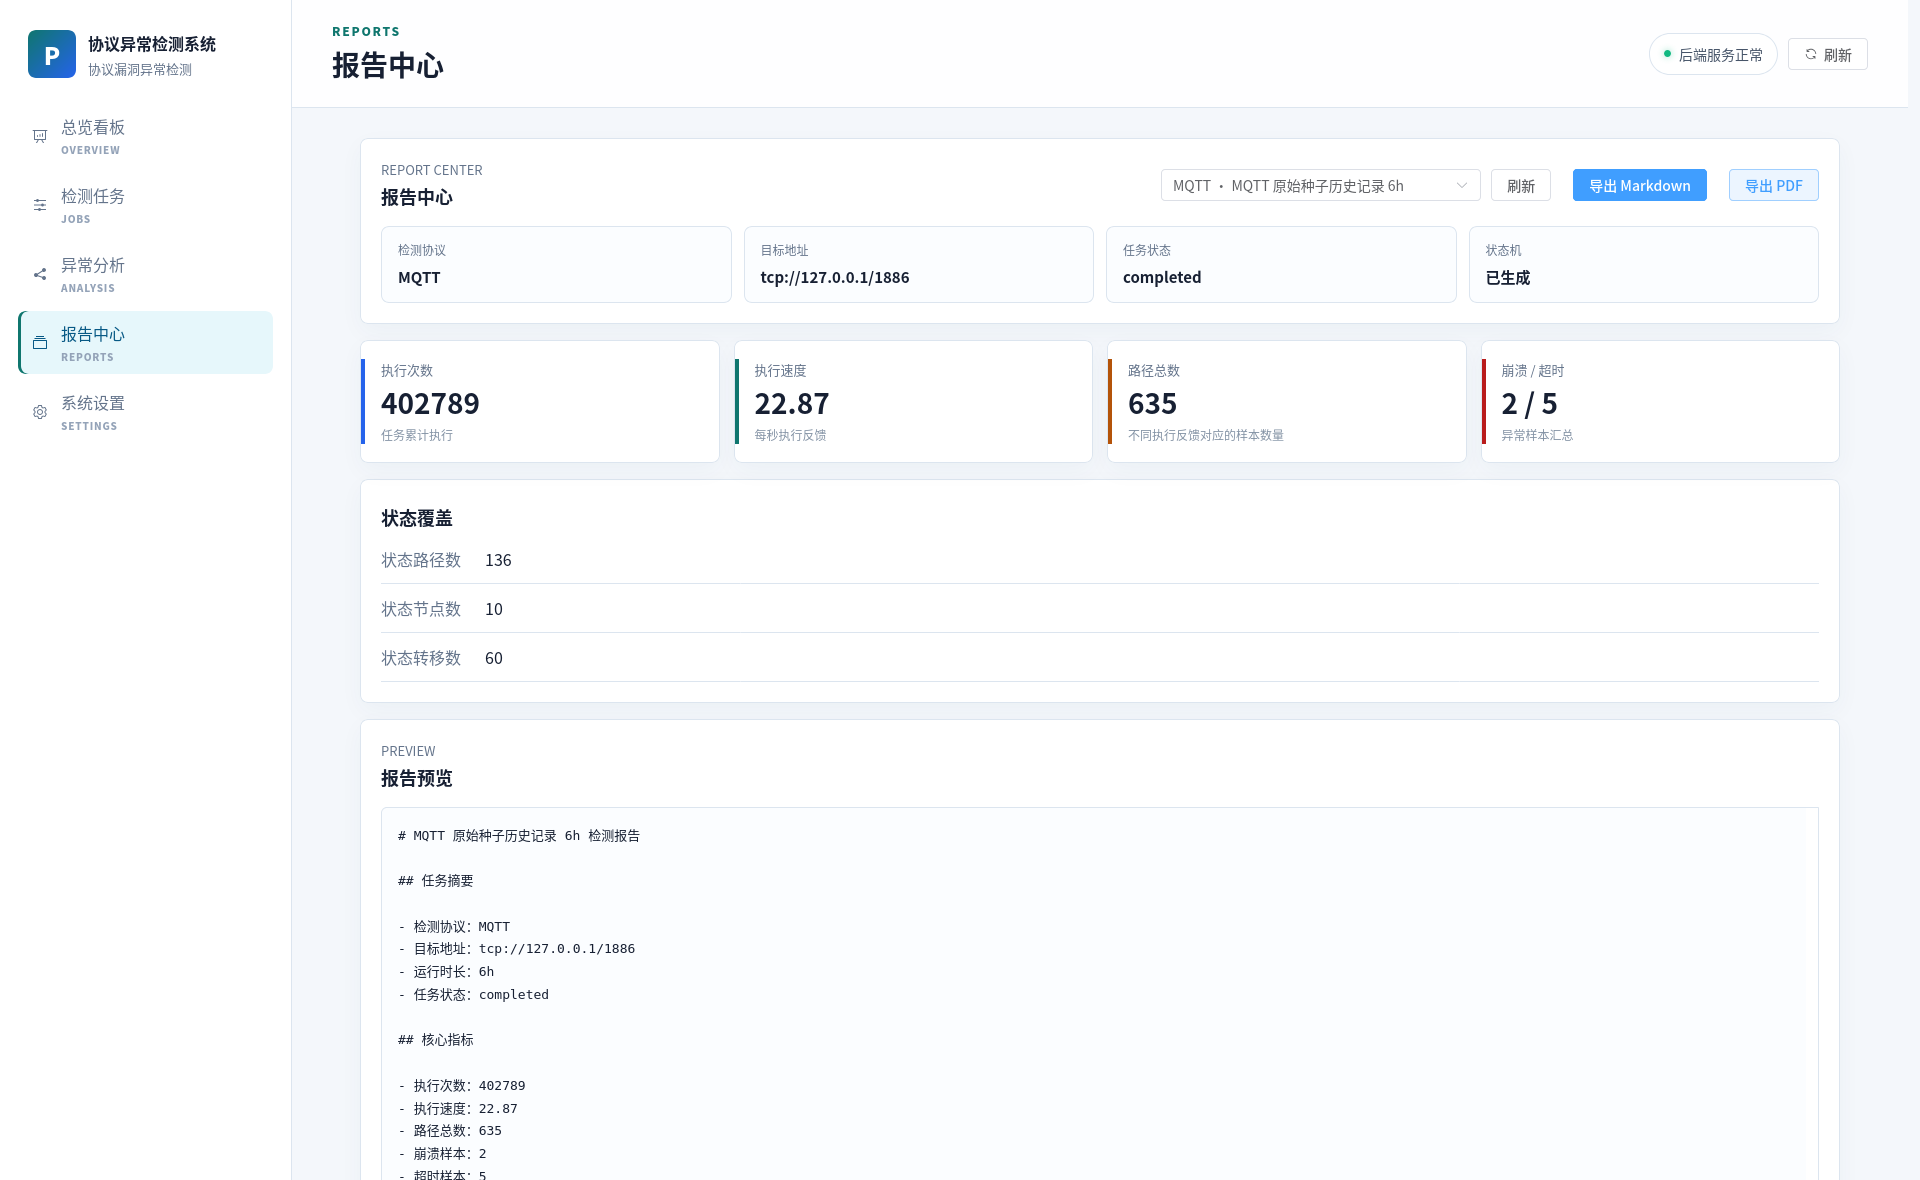 P
协议异常检测系统
协议漏洞异常检测
总览看板
OVERVIEW
检测任务
JOBS
异常分析
ANALYSIS
报告中心
REPORTS
系统设置
SETTINGS
REPORTS
报告中心
后端服务正常
刷新
REPORT CENTER
报告中心
MQTT · MQTT 原始种子历史记录 6h
刷新
导出 Markdown
导出 PDF
检测协议
MQTT
目标地址
tcp://127.0.0.1/1886
任务状态
completed
状态机
已生成
执行次数
402789
任务累计执行
执行速度
22.87
每秒执行反馈
路径总数
635
不同执行反馈对应的样本数量
崩溃 / 超时
2 / 5
异常样本汇总
状态覆盖
状态路径数 136
状态节点数 10
状态转移数 60
PREVIEW
报告预览
# MQTT 原始种子历史记录 6h 检测报告
## 任务摘要
- 检测协议: MQTT
- 目标地址: tcp://127.0.0.1/1886
- 运行时长: 6h
- 任务状态: completed
## 核心指标
- 执行次数: 402789
- 执行速度: 22.87
- 路径总数: 635
- 崩溃样本: 2
- 超时样本: 5